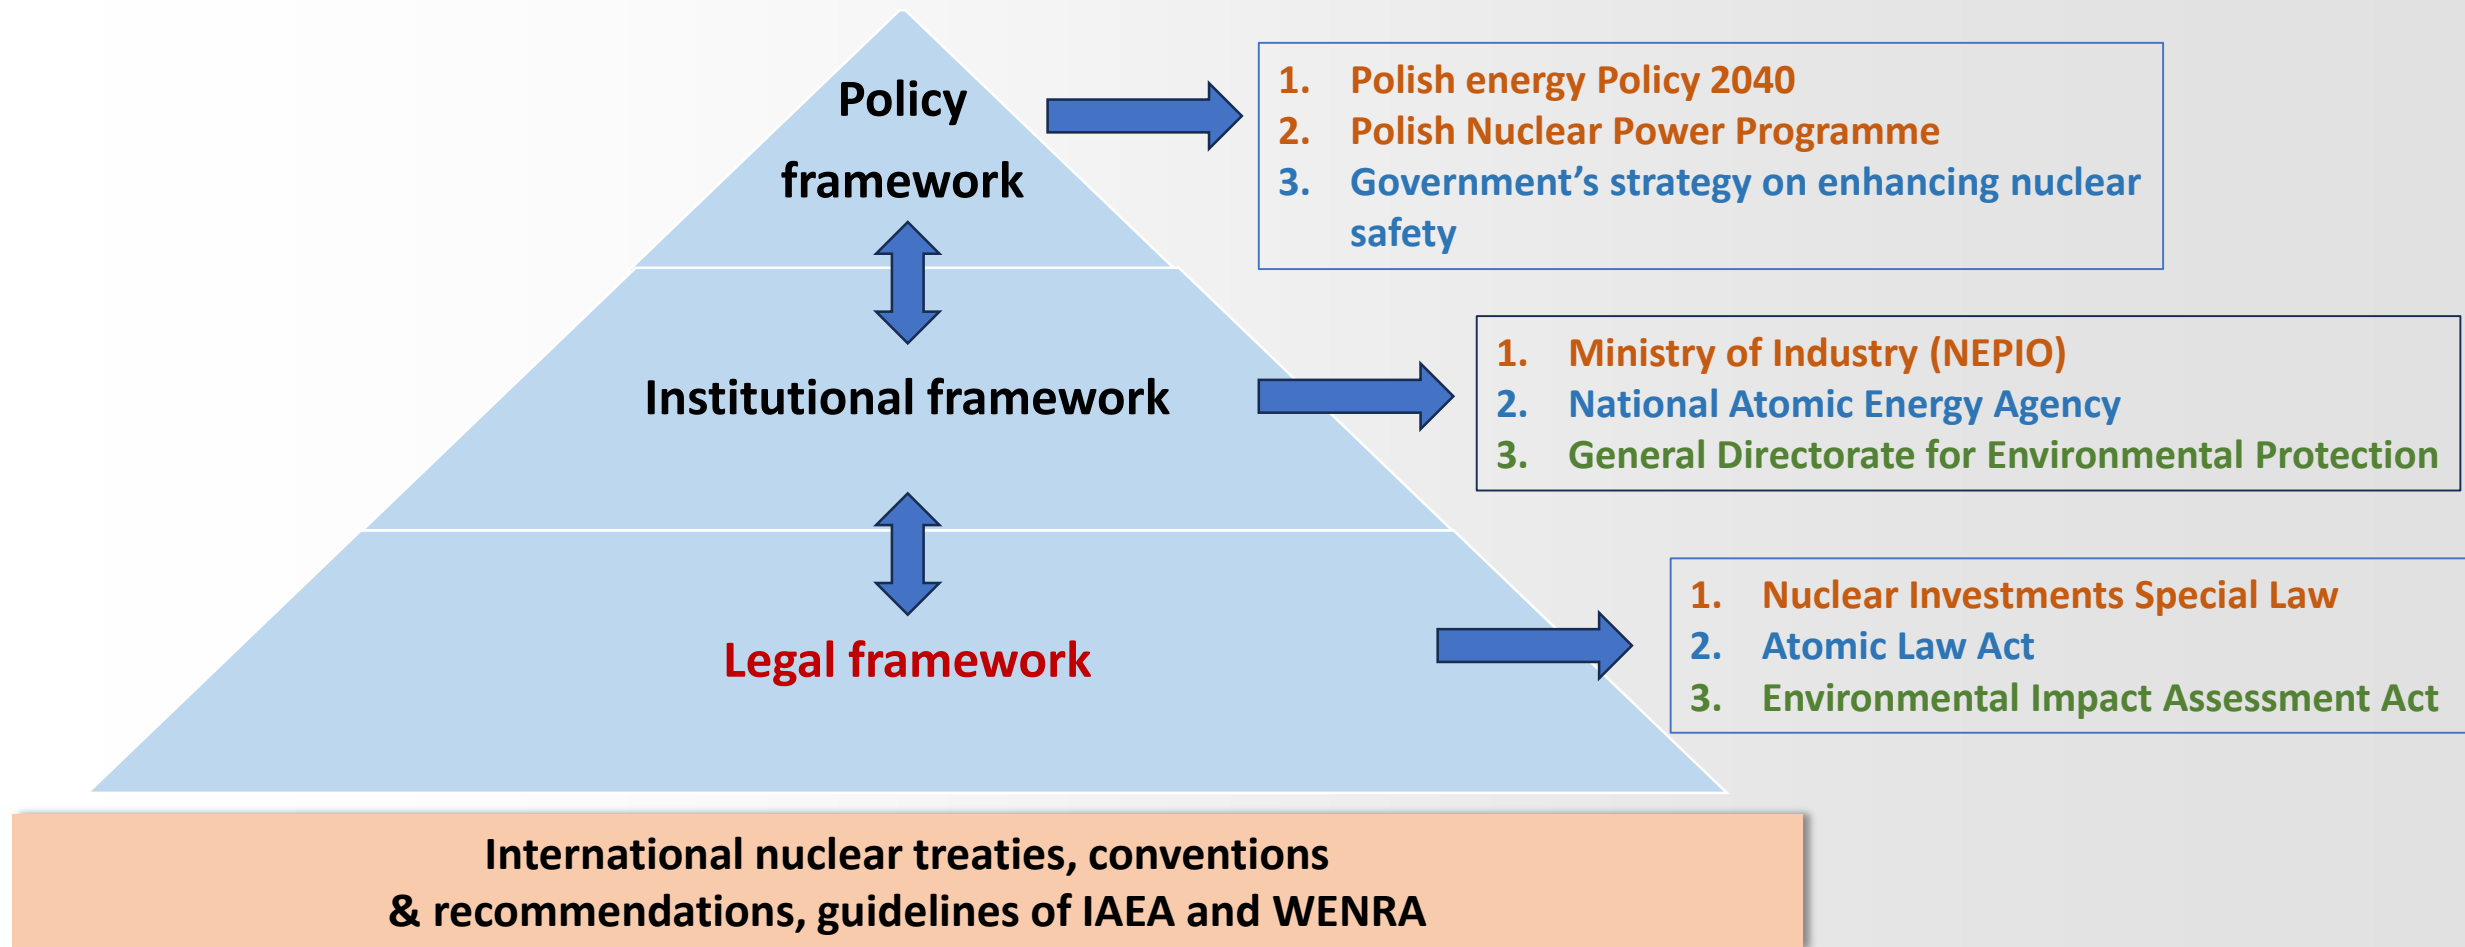 Policy
framework
1. Polish energy Policy 2040
2. Polish Nuclear Power Programme
3. Government’s strategy on enhancing nuclear
safety
Institutional framework
1. Ministry of Industry (NEPIO)
2. National Atomic Energy Agency
3. General Directorate for Environmental Protection
Legal framework
1. Nuclear Investments Special Law
2. Atomic Law Act
3. Environmental Impact Assessment Act
International nuclear treaties, conventions
& recommendations, guidelines of IAEA and WENRA